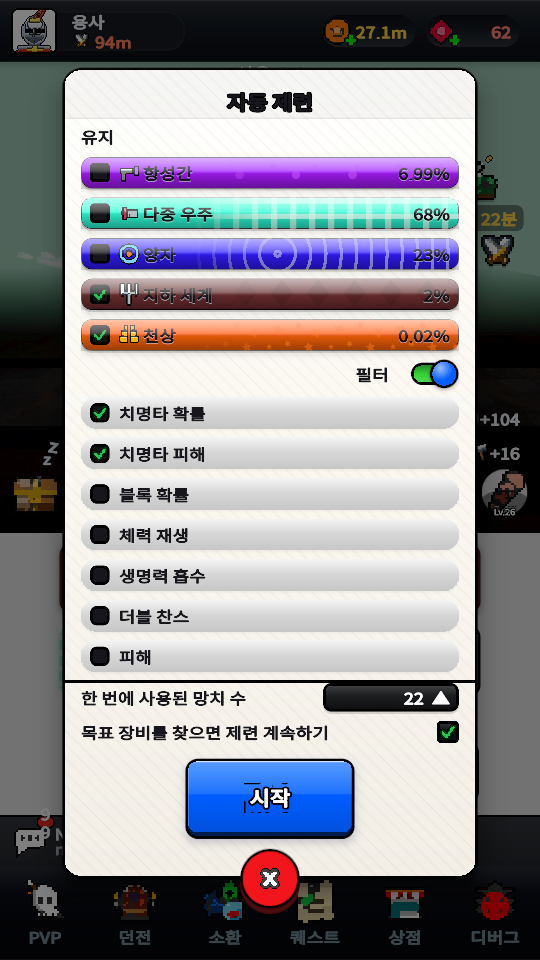 용사
94m
27.1m
62
자동 제련
유지
항성간 6.99%
다중 우주 68%
양자 23%
지하 세계 2%
천상 0.02%
22분
필터
치명타 확률
+104
치명타 피해
+16
z
z
블록 확률
Lv.26
체력 재생
생명력 흡수
더블 찬스
피해
한 번에 사용된 망치 수 22
목표 장비를 찾으면 제련 계속하기
시작
PVP
던전
소환
퀘스트
상점
디버그